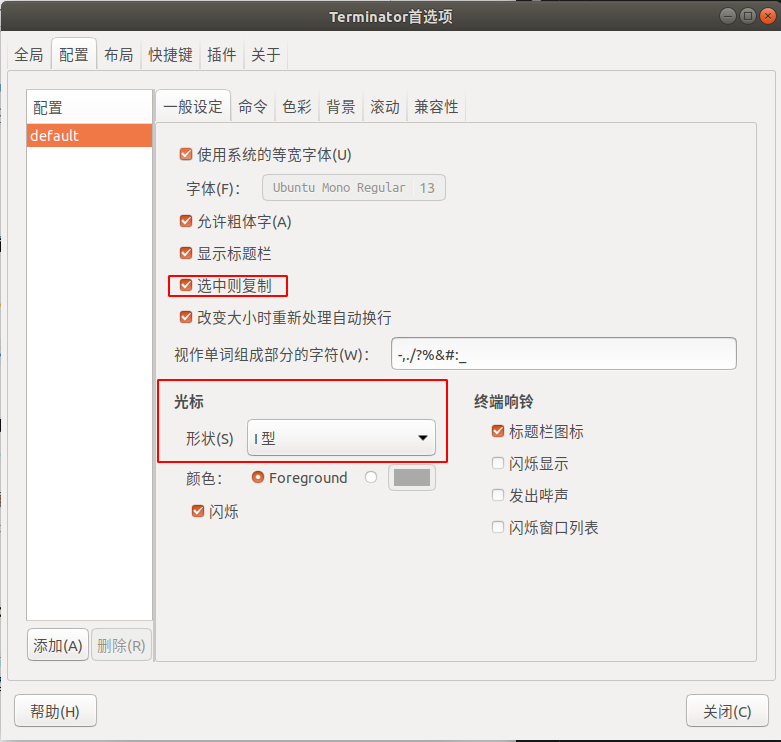 Terminator首选项
全局 配置 布局 快捷键 插件 关于
配置
default
一般设定 命令 色彩 背景 滚动 兼容性
使用系统的等宽字体(U)
字体(F)： Ubuntu Mono Regular 13
允许粗体字(A)
显示标题栏
选中则复制
改变大小时重新处理自动换行
视作单词组成部分的字符(W)： -,./?%&#:_
光标
形状(S) I 型
颜色： Foreground
闪烁
终端响铃
标题栏图标
闪烁显示
发出哔声
闪烁窗口列表
添加(A) 删除(R)
帮助(H) 关闭(C)